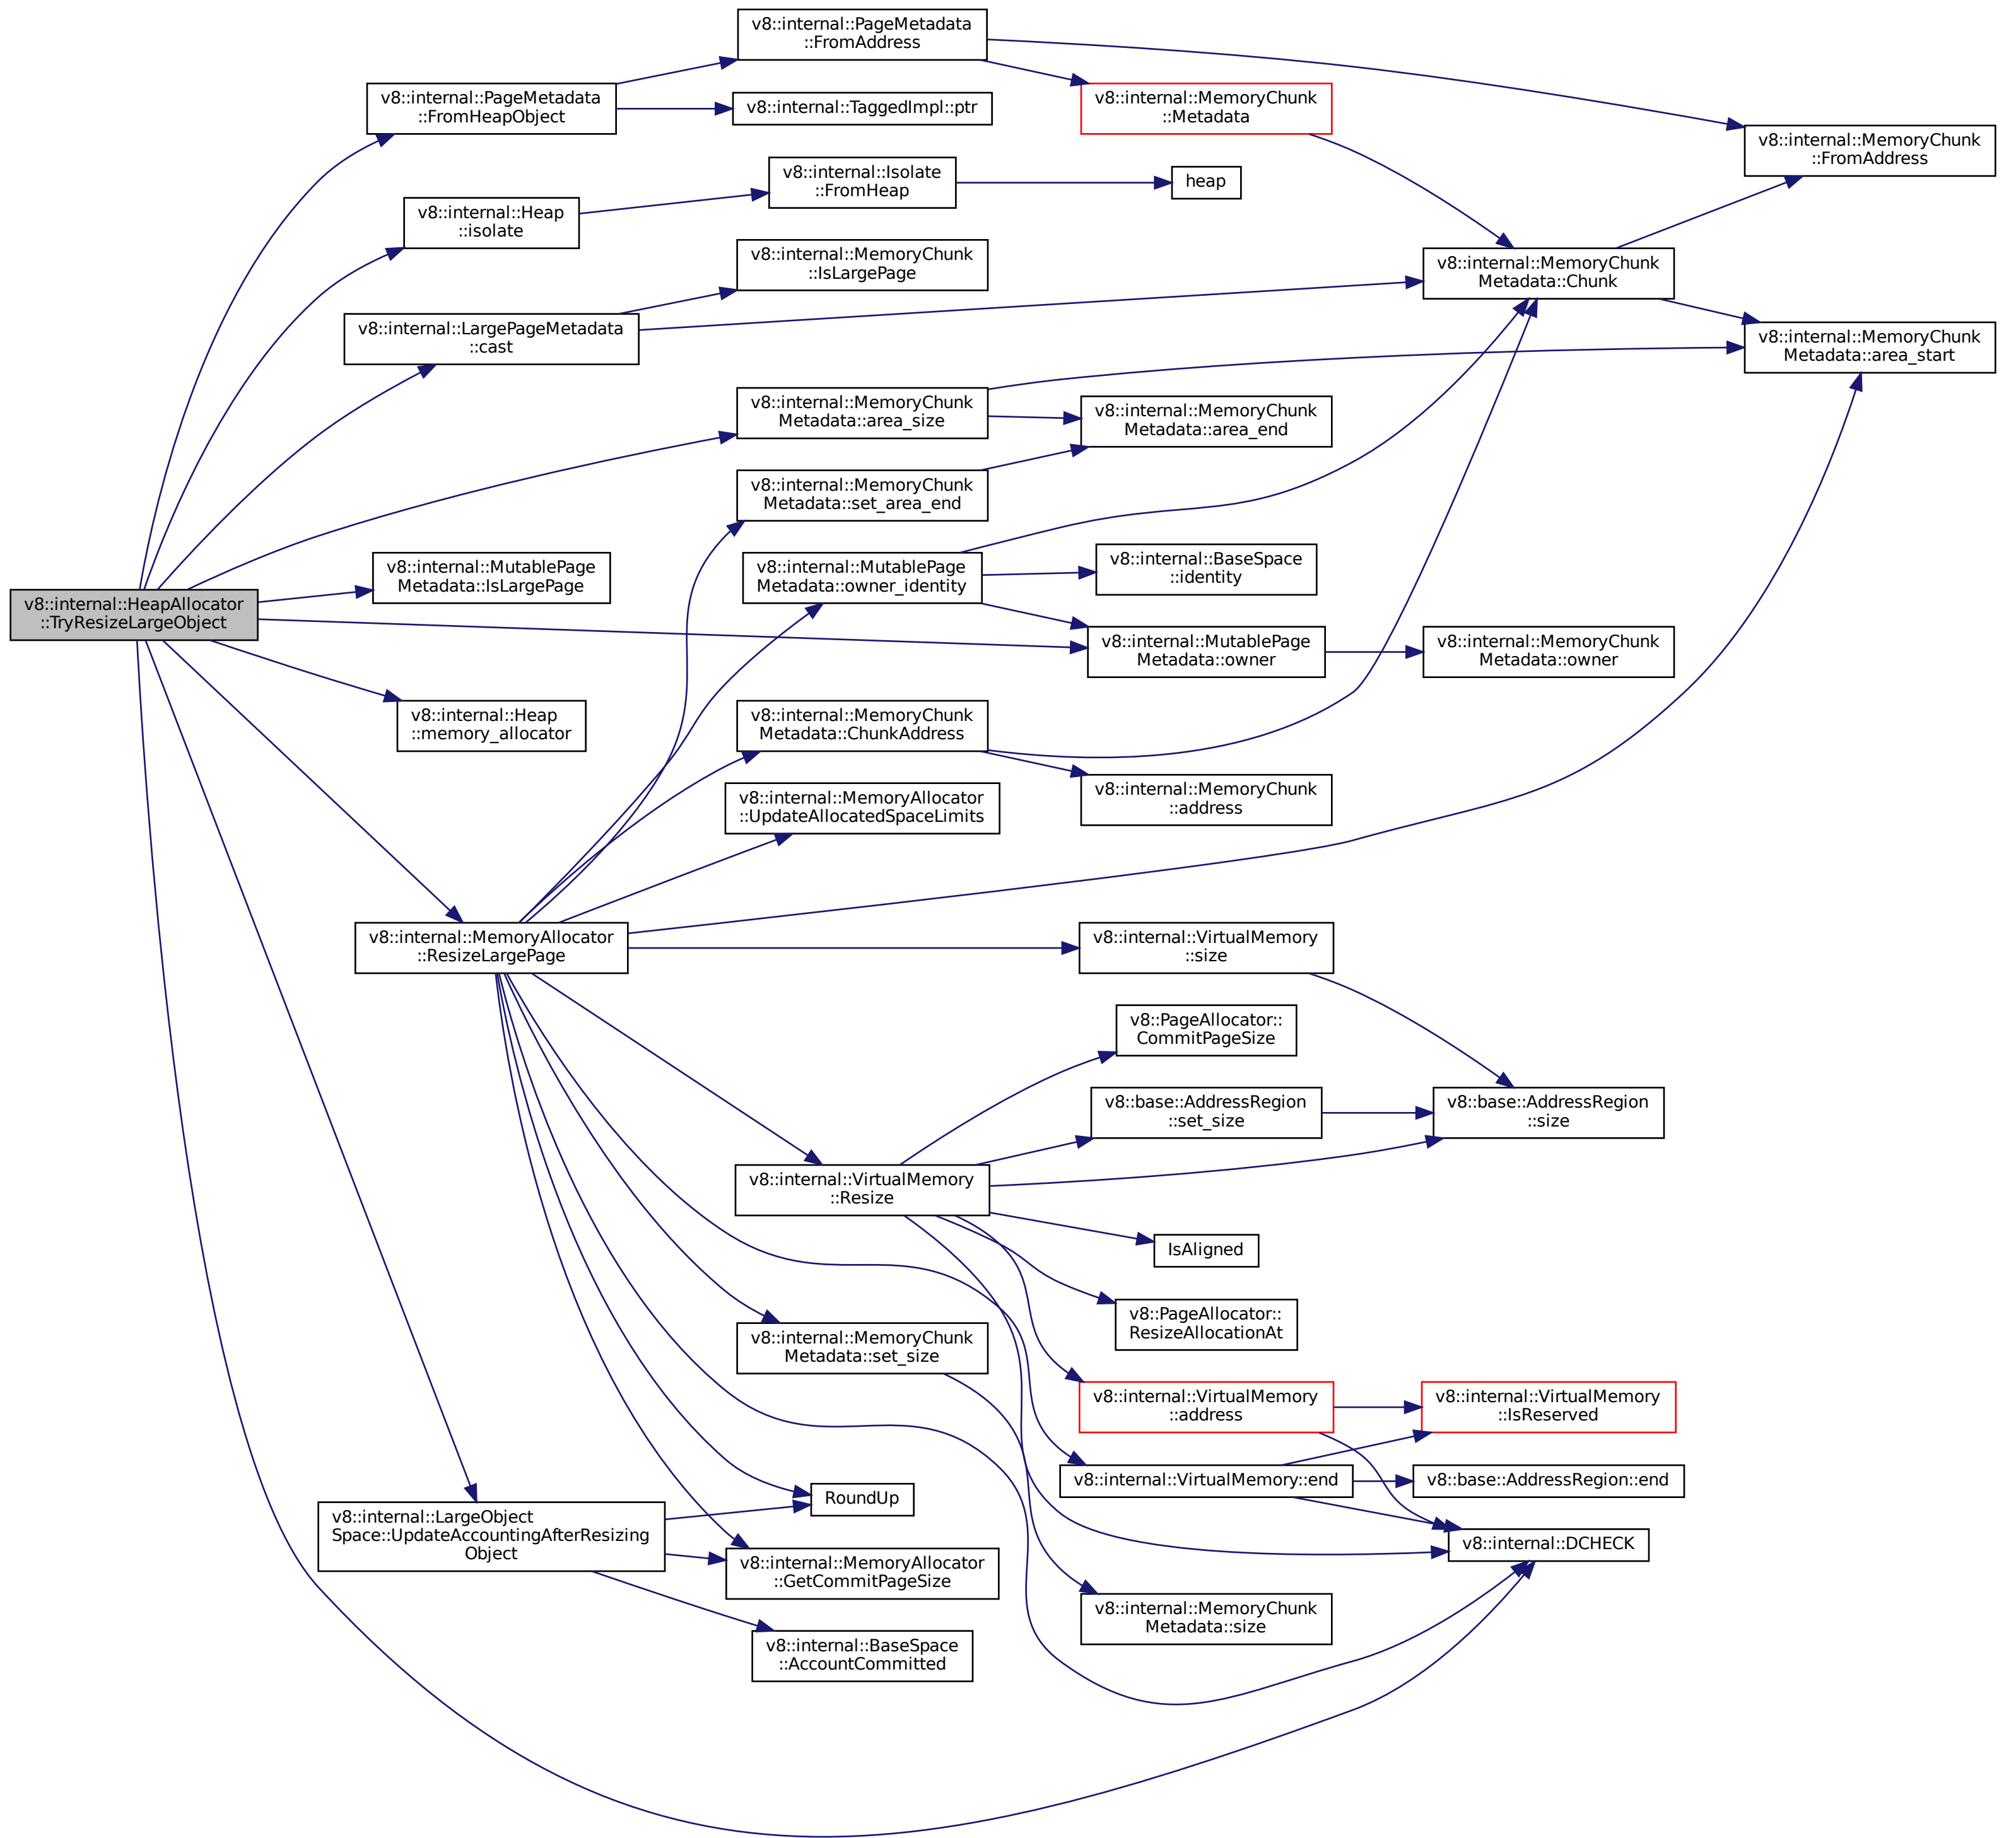 v8::internal::PageMetadata
::FromAddress
v8::internal::PageMetadata
::FromHeapObject
v8::internal::TaggedImpl::ptr
v8::internal::MemoryChunk
::Metadata
v8::internal::MemoryChunk
::FromAddress
v8::internal::Isolate
::FromHeap
heap
v8::internal::Heap
::isolate
v8::internal::MemoryChunk
::IsLargePage
v8::internal::MemoryChunk
Metadata::Chunk
v8::internal::LargePageMetadata
::cast
v8::internal::MemoryChunk
Metadata::area_start
v8::internal::MemoryChunk
Metadata::area_size
v8::internal::MemoryChunk
Metadata::area_end
v8::internal::MemoryChunk
Metadata::set_area_end
v8::internal::MutablePage
Metadata::IsLargePage
v8::internal::MutablePage
Metadata::owner_identity
v8::internal::BaseSpace
::identity
v8::internal::HeapAllocator
::TryResizeLargeObject
v8::internal::MutablePage
Metadata::owner
v8::internal::MemoryChunk
Metadata::owner
v8::internal::Heap
::memory_allocator
v8::internal::MemoryChunk
Metadata::ChunkAddress
v8::internal::MemoryChunk
::address
v8::internal::MemoryAllocator
::UpdateAllocatedSpaceLimits
v8::internal::MemoryAllocator
::ResizeLargePage
v8::internal::VirtualMemory
::size
v8::PageAllocator::
CommitPageSize
v8::base::AddressRegion
::set_size
v8::base::AddressRegion
::size
v8::internal::VirtualMemory
::Resize
IsAligned
v8::PageAllocator::
ResizeAllocationAt
v8::internal::MemoryChunk
Metadata::set_size
v8::internal::VirtualMemory
::address
v8::internal::VirtualMemory
::IsReserved
v8::internal::VirtualMemory::end
v8::base::AddressRegion::end
RoundUp
v8::internal::LargeObject
Space::UpdateAccountingAfterResizing
Object
v8::internal::DCHECK
v8::internal::MemoryAllocator
::GetCommitPageSize
v8::internal::MemoryChunk
Metadata::size
v8::internal::BaseSpace
::AccountCommitted